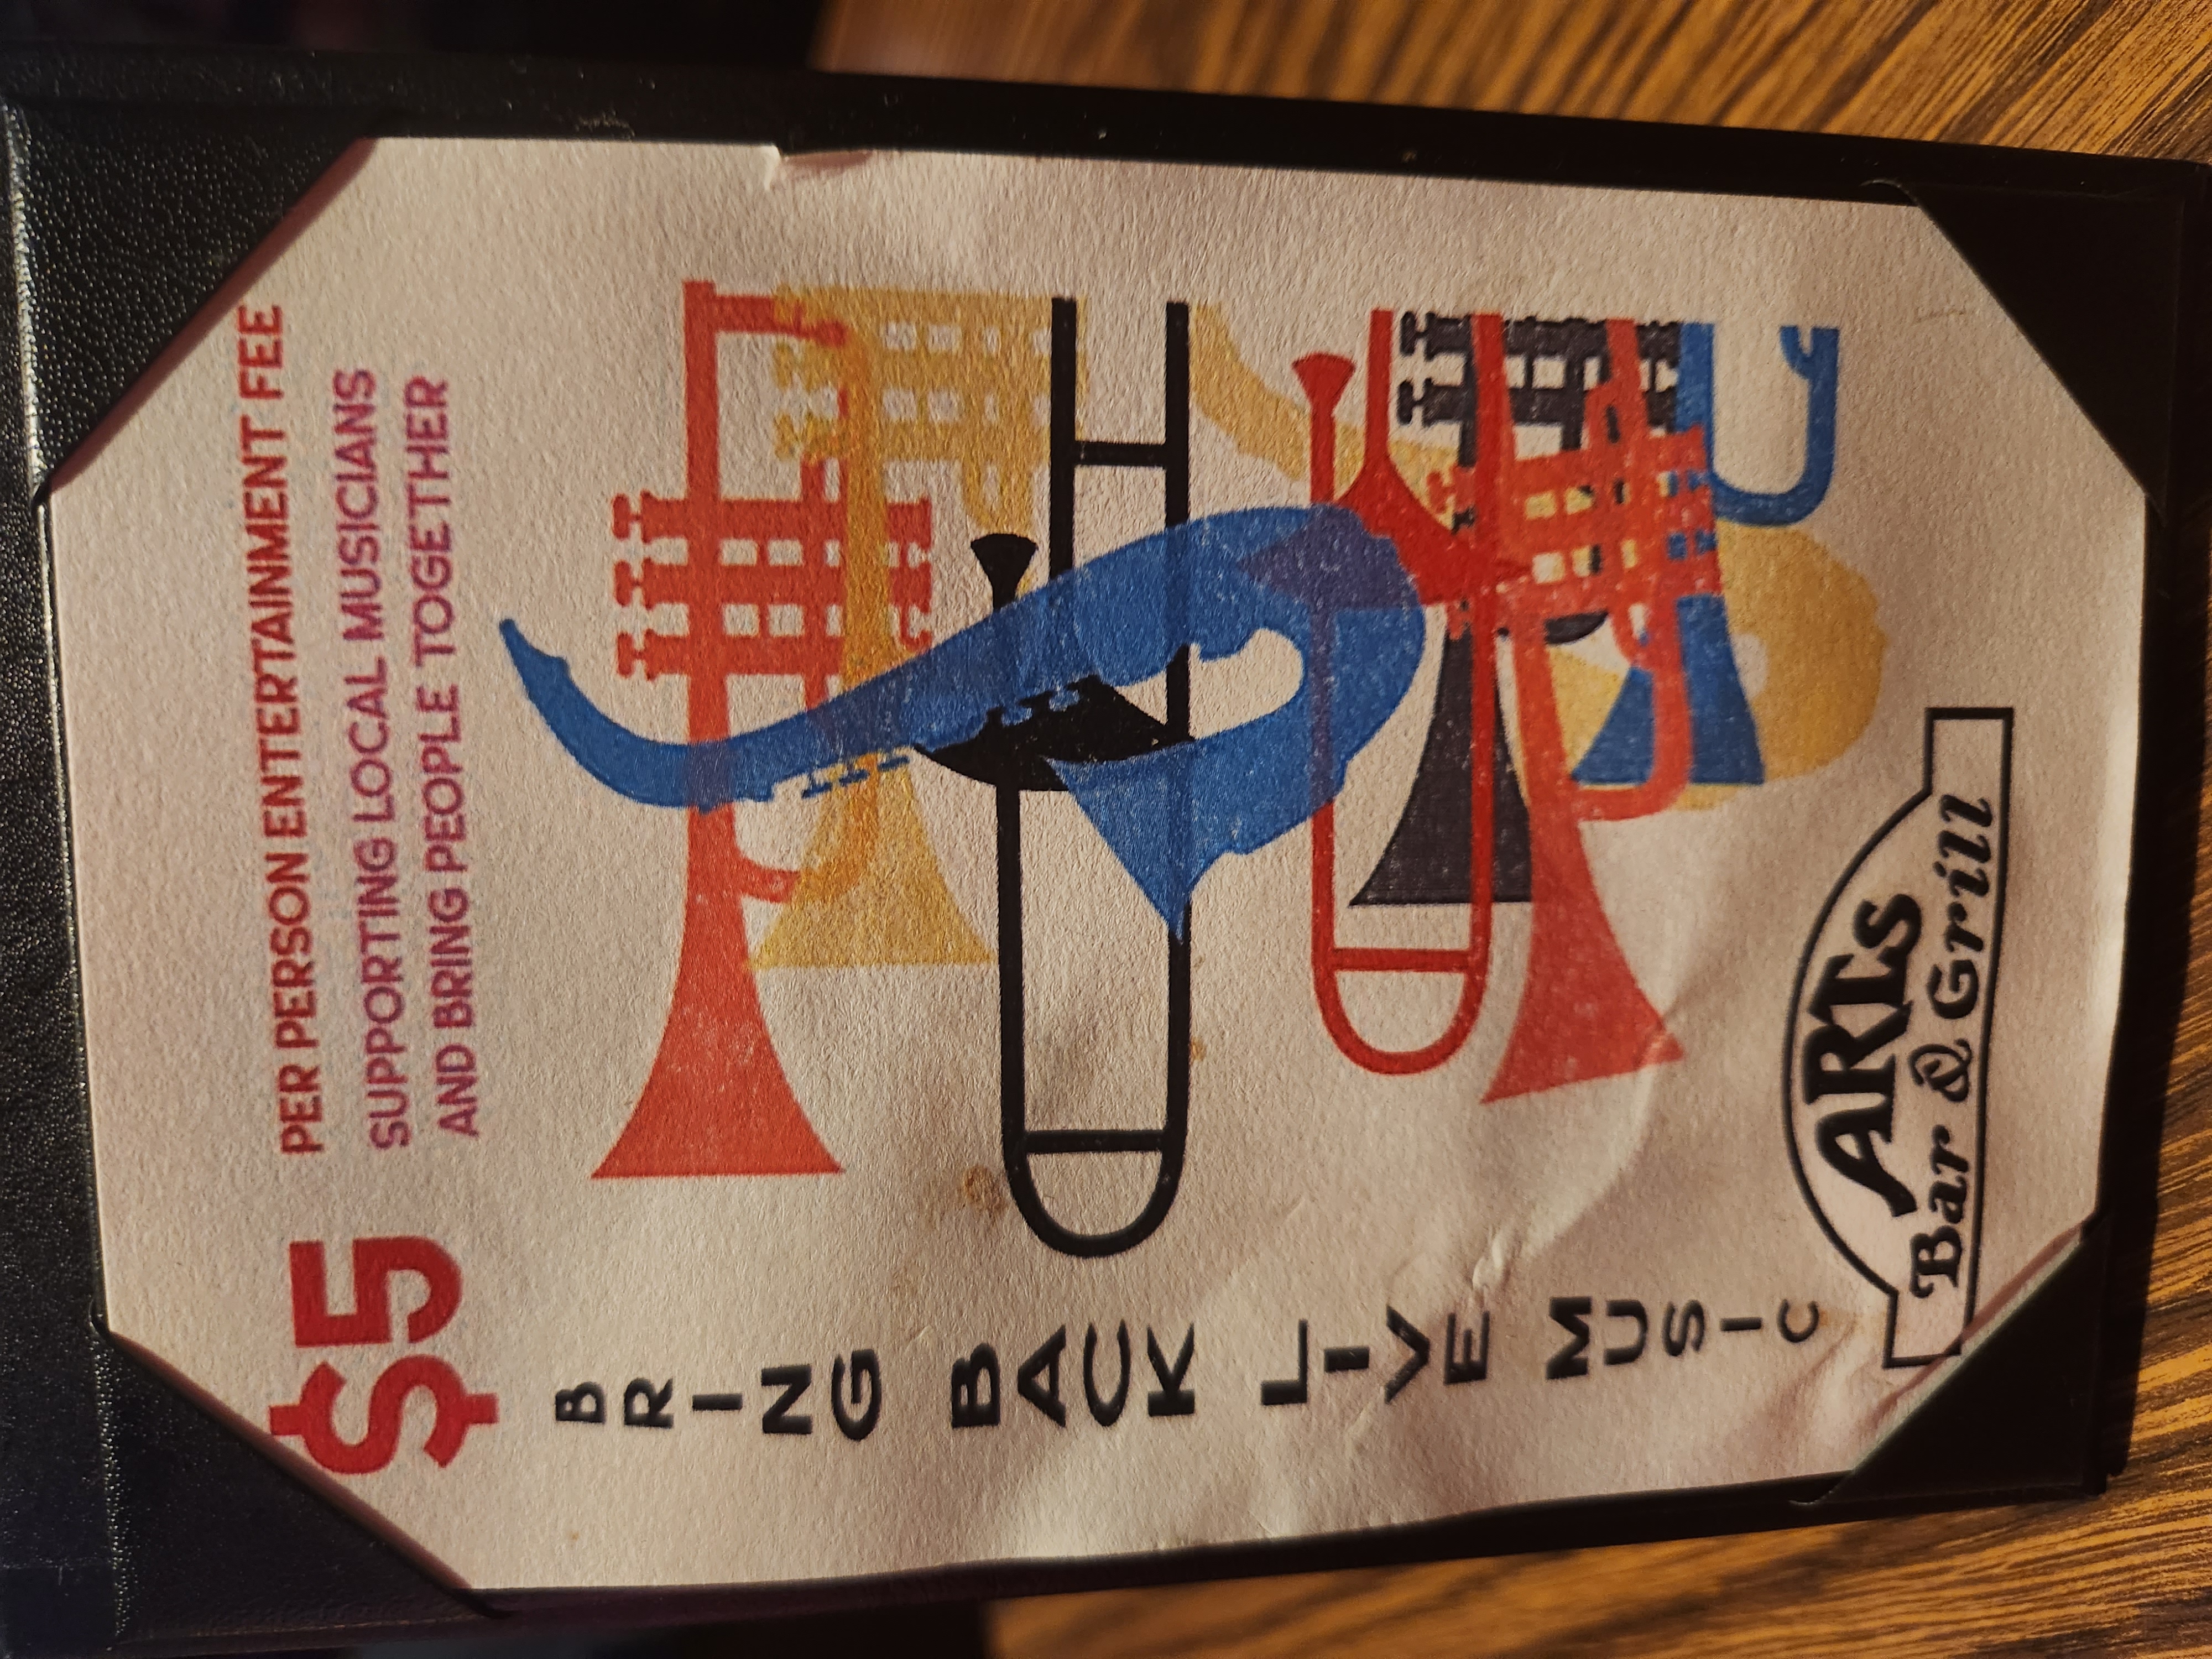 $5
PER PERSON ENTERTAINMENT FEE
SUPPORTING LOCAL MUSICIANS
AND BRING PEOPLE TOGETHER
BRING
BACK
LIVE
MUSIC
ARTs
Bar & Grill